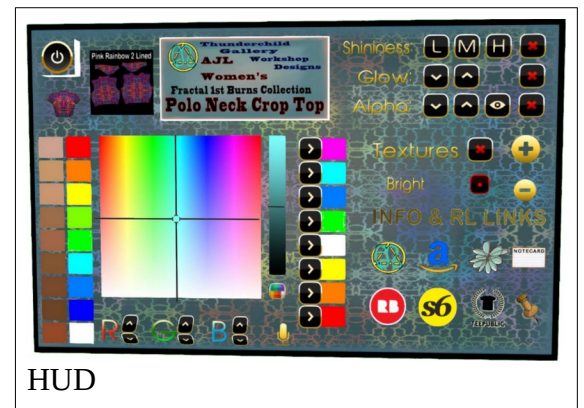 Pink Rainbow 2 Lined
Thunderchild
Gallery
AJL Workshop
Designs
Women's
Fractal 1st Burns Collection
Polo Neck Crop Top
Shininess: L M H
Glow:
Alpha:
Textures
Bright
INFO & RL LINKS
a
NOTECARD
RB
s6
TEEPUBLIC
R G B
HUD